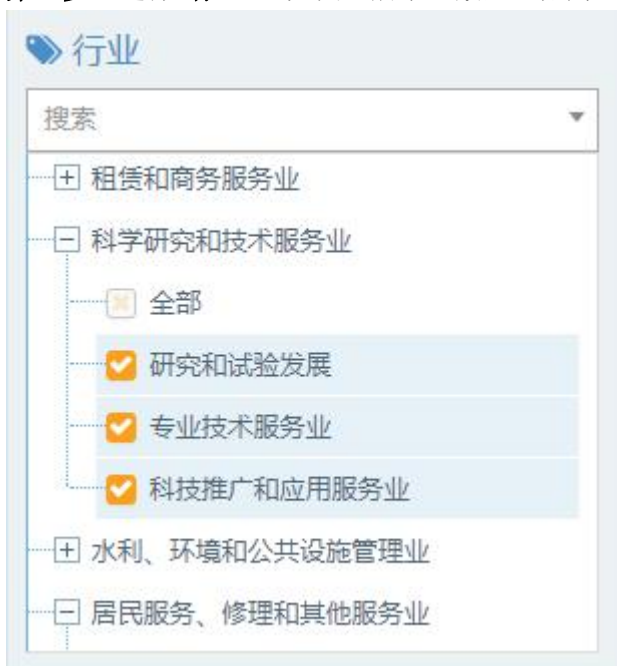 行业
搜索
租赁和商务服务业
科学研究和技术服务业
全部
研究和试验发展
专业技术服务业
科技推广和应用服务业
水利、环境和公共设施管理业
居民服务、修理和其他服务业